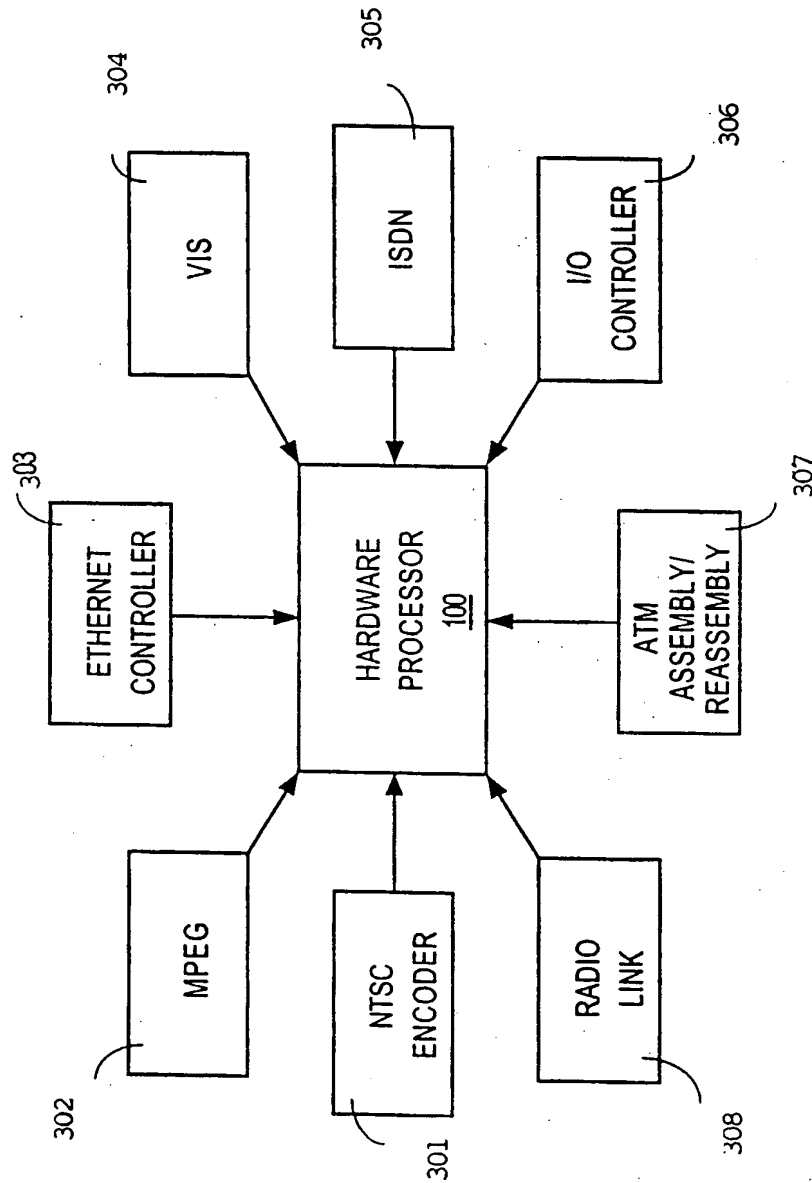 304
305
306
VIS
ISDN
I/O
CONTROLLER
303
ETHERNET
CONTROLLER
HARDWARE
PROCESSOR
100
ATM
ASSEMBLY/
REASSEMBLY
307
MPEG
NTSC
ENCODER
RADIO
LINK
302
301
308